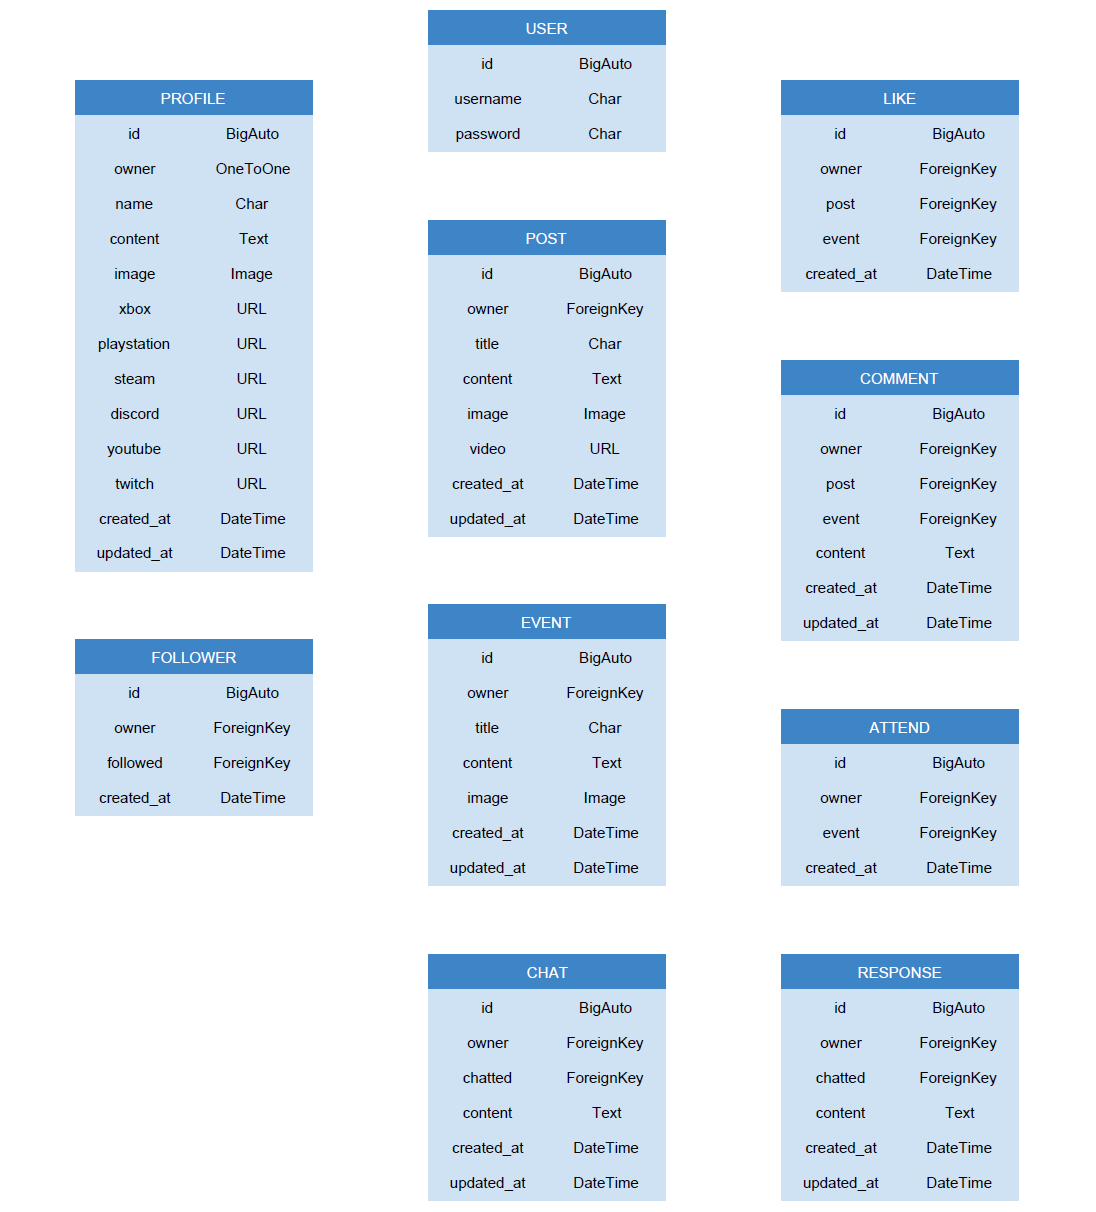 USER
id BigAuto
username Char
password Char
PROFILE
id BigAuto
owner OneToOne
name Char
content Text
image Image
xbox URL
playstation URL
steam URL
discord URL
youtube URL
twitch URL
created_at DateTime
updated_at DateTime
FOLLOWER
id BigAuto
owner ForeignKey
followed ForeignKey
created_at DateTime
POST
id BigAuto
owner ForeignKey
title Char
content Text
image Image
video URL
created_at DateTime
updated_at DateTime
EVENT
id BigAuto
owner ForeignKey
title Char
content Text
image Image
created_at DateTime
updated_at DateTime
CHAT
id BigAuto
owner ForeignKey
chatted ForeignKey
content Text
created_at DateTime
updated_at DateTime
LIKE
id BigAuto
owner ForeignKey
post ForeignKey
event ForeignKey
created_at DateTime
COMMENT
id BigAuto
owner ForeignKey
post ForeignKey
event ForeignKey
content Text
created_at DateTime
updated_at DateTime
ATTEND
id BigAuto
owner ForeignKey
event ForeignKey
created_at DateTime
RESPONSE
id BigAuto
owner ForeignKey
chatted ForeignKey
content Text
created_at DateTime
updated_at DateTime